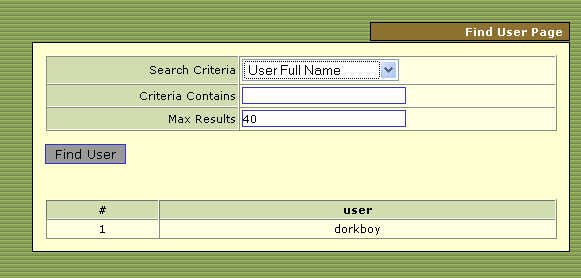 Find User Page
Search Criteria User Full Name
Criteria Contains
Max Results 40
Find User
# user
1 dorkboy